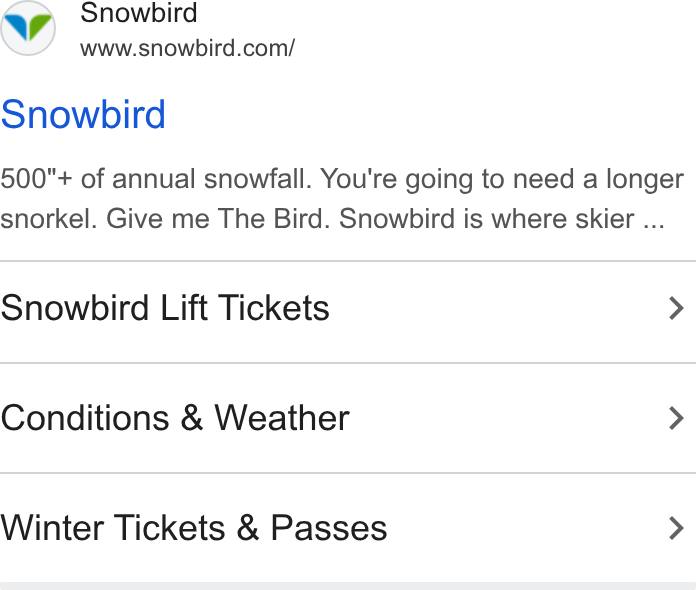 Snowbird
www.snowbird.com/
Snowbird
500"+ of annual snowfall. You're going to need a longer
snorkel. Give me The Bird. Snowbird is where skier ...
Snowbird Lift Tickets
Conditions & Weather
Winter Tickets & Passes